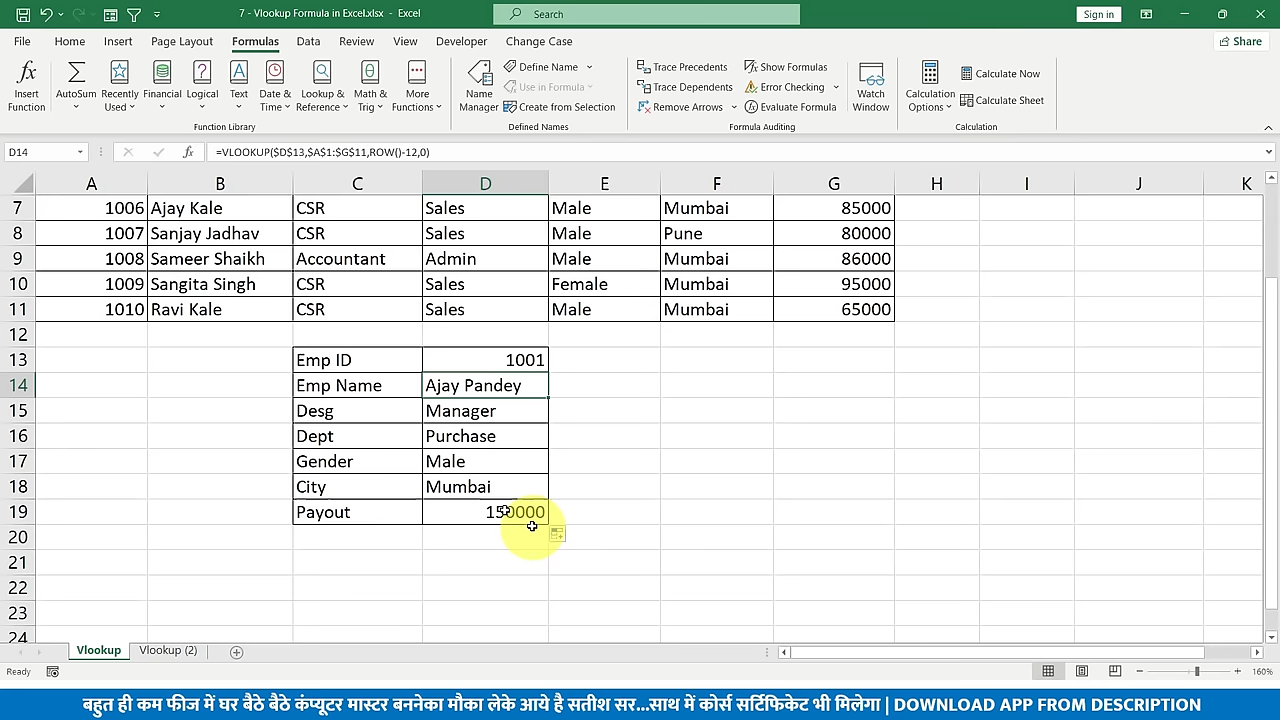 7 - Vlookup Formula in Excel.xlsx - Excel
Search
Sign in
File Home Insert Page Layout Formulas Data Review View Developer Change Case Share
Insert Function
AutoSum
Recently Used
Financial
Logical
Text
Date & Time
Lookup & Reference
Math & Trig
More Functions
Function Library
Name Manager
Define Name
Use in Formula
Create from Selection
Defined Names
Trace Precedents
Trace Dependents
Remove Arrows
Show Formulas
Error Checking
Evaluate Formula
Formula Auditing
Watch Window
Calculation Options
Calculate Now
Calculate Sheet
Calculation
D14 fx =VLOOKUP($D$13,$A$1:$G$11,ROW()-12,0)
A B C D E F G H I J K
7 1006 Ajay Kale CSR Sales Male Mumbai 85000
8 1007 Sanjay Jadhav CSR Sales Male Pune 80000
9 1008 Sameer Shaikh Accountant Admin Male Mumbai 86000
10 1009 Sangita Singh CSR Sales Female Mumbai 95000
11 1010 Ravi Kale CSR Sales Male Mumbai 65000
12
13 Emp ID 1001
14 Emp Name Ajay Pandey
15 Desg Manager
16 Dept Purchase
17 Gender Male
18 City Mumbai
19 Payout 150000
20
21
22
23
24
Vlookup Vlookup (2)
Ready 160%
बहुत ही कम फीज में घर बैठे बैठे कंप्यूटर मास्टर बननेका मौका लेके आये है सतीश सर...साथ में कोर्स सर्टिफिकेट भी मिलेगा | DOWNLOAD APP FROM DESCRIPTION